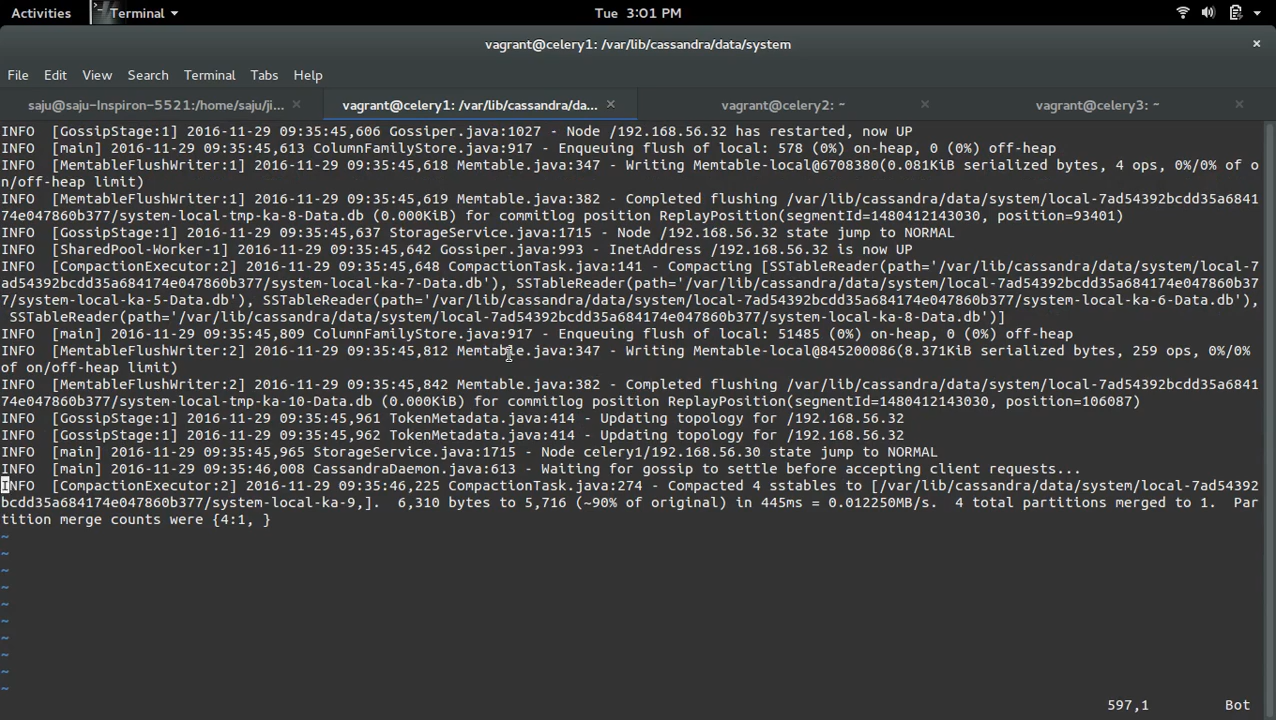 Activities Terminal Tue 3:01 PM
vagrant@celery1: /var/lib/cassandra/data/system
File Edit View Search Terminal Tabs Help
saju@saju-Inspiron-5521:/home/saju/ji... vagrant@celery1: /var/lib/cassandra/da... vagrant@celery2: ~ vagrant@celery3: ~
INFO  [GossipStage:1] 2016-11-29 09:35:45,606 Gossiper.java:1027 - Node /192.168.56.32 has restarted, now UP
INFO  [main] 2016-11-29 09:35:45,613 ColumnFamilyStore.java:917 - Enqueuing flush of local: 578 (0%) on-heap, 0 (0%) off-heap
INFO  [MemtableFlushWriter:1] 2016-11-29 09:35:45,618 Memtable.java:347 - Writing Memtable-local@6708380(0.081KiB serialized bytes, 4 ops, 0%/0% of o
n/off-heap limit)
INFO  [MemtableFlushWriter:1] 2016-11-29 09:35:45,619 Memtable.java:382 - Completed flushing /var/lib/cassandra/data/system/local-7ad54392bcdd35a6841
74e047860b377/system-local-tmp-ka-8-Data.db (0.000KiB) for commitlog position ReplayPosition(segmentId=1480412143030, position=93401)
INFO  [main] 2016-11-29 09:35:45,637 StorageService.java:1715 - Node /192.168.56.32 state jump to NORMAL
INFO  [SharedPool-Worker-1] 2016-11-29 09:35:45,642 Gossiper.java:993 - InetAddress /192.168.56.32 is now UP
INFO  [CompactionExecutor:2] 2016-11-29 09:35:45,648 CompactionTask.java:141 - Compacting [SSTableReader(path='/var/lib/cassandra/data/system/local-7
ad54392bcdd35a684174e047860b377/system-local-ka-7-Data.db'), SSTableReader(path='/var/lib/cassandra/data/system/local-7ad54392bcdd35a684174e047860b37
7/system-local-ka-5-Data.db'), SSTableReader(path='/var/lib/cassandra/data/system/local-7ad54392bcdd35a684174e047860b377/system-local-ka-6-Data.db'),
 SSTableReader(path='/var/lib/cassandra/data/system/local-7ad54392bcdd35a684174e047860b377/system-local-ka-8-Data.db')]
INFO  [main] 2016-11-29 09:35:45,809 ColumnFamilyStore.java:917 - Enqueuing flush of local: 51485 (0%) on-heap, 0 (0%) off-heap
INFO  [MemtableFlushWriter:2] 2016-11-29 09:35:45,812 Memtable.java:347 - Writing Memtable-local@845200086(8.371KiB serialized bytes, 259 ops, 0%/0%
of on/off-heap limit)
INFO  [MemtableFlushWriter:2] 2016-11-29 09:35:45,842 Memtable.java:382 - Completed flushing /var/lib/cassandra/data/system/local-7ad54392bcdd35a6841
74e047860b377/system-local-tmp-ka-10-Data.db (0.000KiB) for commitlog position ReplayPosition(segmentId=1480412143030, position=106087)
INFO  [GossipStage:1] 2016-11-29 09:35:45,961 TokenMetadata.java:414 - Updating topology for /192.168.56.32
INFO  [GossipStage:1] 2016-11-29 09:35:45,962 TokenMetadata.java:414 - Updating topology for /192.168.56.32
INFO  [main] 2016-11-29 09:35:45,965 StorageService.java:1715 - Node celery1/192.168.56.30 state jump to NORMAL
INFO  [main] 2016-11-29 09:35:46,008 CassandraDaemon.java:613 - Waiting for gossip to settle before accepting client requests...
INFO  [CompactionExecutor:2] 2016-11-29 09:35:46,225 CompactionTask.java:274 - Compacted 4 sstables to [/var/lib/cassandra/data/system/local-7ad54392
bcdd35a684174e047860b377/system-local-ka-9,].  6,310 bytes to 5,716 (~90% of original) in 445ms = 0.012250MB/s.  4 total partitions merged to 1.  Par
tition merge counts were {4:1, }
~
~
~
~
~
~
~
~
~
~
597,1 Bot